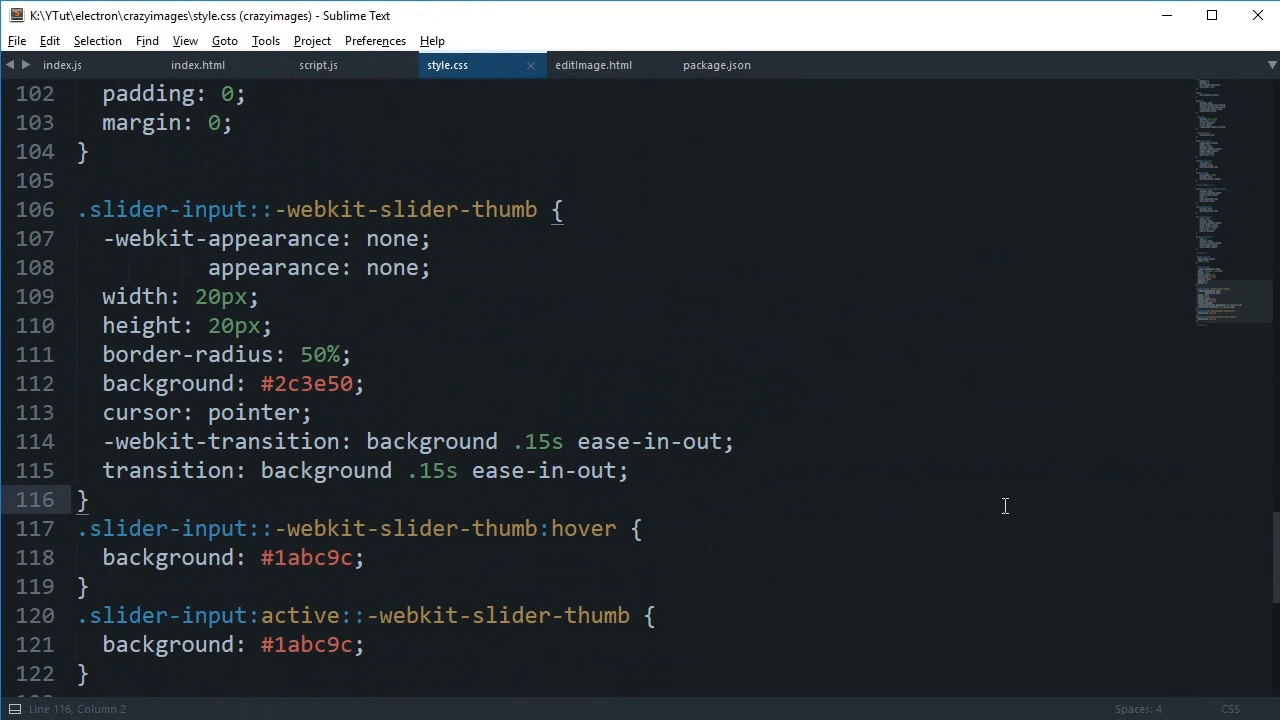 K:\YTut\electron\crazyimages\style.css (crazyimages) - Sublime Text
File Edit Selection Find View Goto Tools Project Preferences Help
index.js index.html script.js style.css editImage.html package.json
102 padding: 0;
103 margin: 0;
104 }
105
106 .slider-input::-webkit-slider-thumb {
107 -webkit-appearance: none;
108 appearance: none;
109 width: 20px;
110 height: 20px;
111 border-radius: 50%;
112 background: #2c3e50;
113 cursor: pointer;
114 -webkit-transition: background .15s ease-in-out;
115 transition: background .15s ease-in-out;
116 }
117 .slider-input::-webkit-slider-thumb:hover {
118 background: #1abc9c;
119 }
120 .slider-input:active::-webkit-slider-thumb {
121 background: #1abc9c;
122 }
Line 116, Column 2 Spaces: 4 CSS